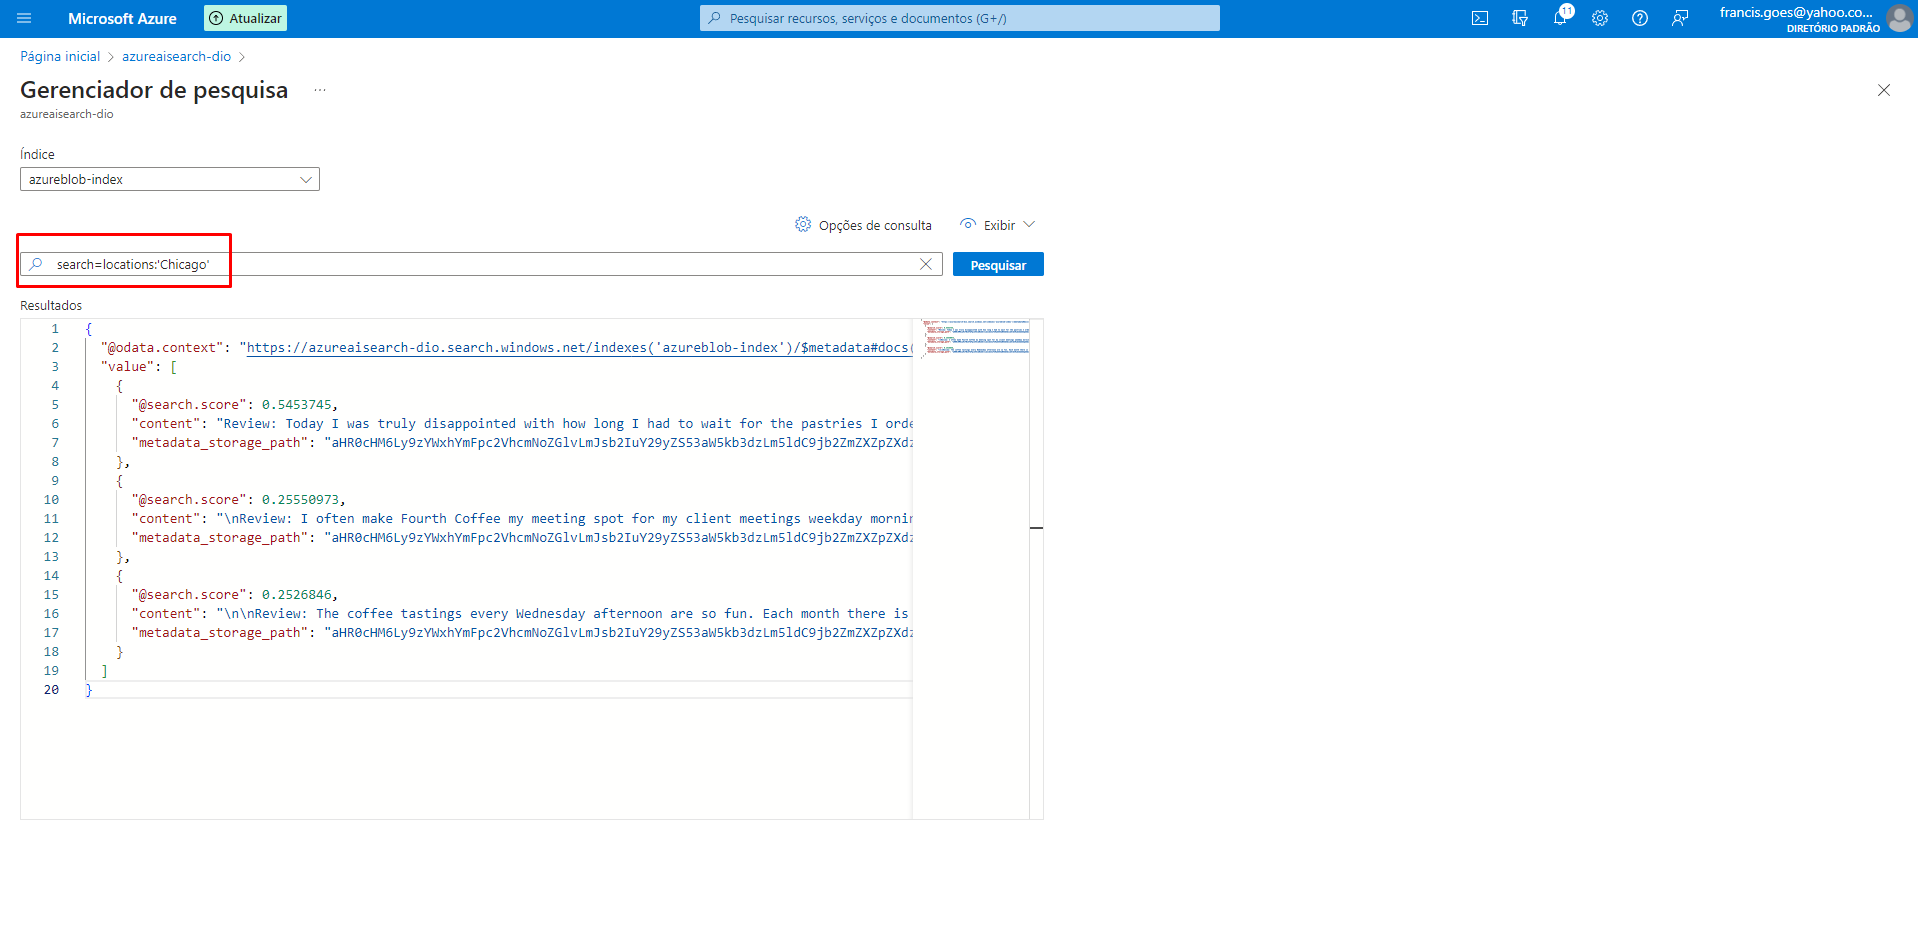 Microsoft Azure
Atualizar
Pesquisar recursos, serviços e documentos (G+/)
11
francis.goes@yahoo.co...
DIRETÓRIO PADRÃO
Página inicial > azureaisearch-dio >
Gerenciador de pesquisa ...
azureaisearch-dio
Índice
azureblob-index
Opções de consulta
Exibir
search=locations:'Chicago'
Pesquisar
Resultados
1 {
2 "@odata.context": "https://azureaisearch-dio.search.windows.net/indexes('azureblob-index')/$metadata#docs(
3 "value": [
4 {
5 "@search.score": 0.5453745,
6 "content": "Review: Today I was truly disappointed with how long I had to wait for the pastries I orde
7 "metadata_storage_path": "aHR0cHM6Ly9zYWxhYmFpc2VhcmNoZGlvLmJsb2IuY29yZS53aW5kb3dzLm5ldC9jb2ZmZXZpZXdz
8 },
9 {
10 "@search.score": 0.25550973,
11 "content": "\nReview: I often make Fourth Coffee my meeting spot for my client meetings weekday mornin
12 "metadata_storage_path": "aHR0cHM6Ly9zYWxhYmFpc2VhcmNoZGlvLmJsb2IuY29yZS53aW5kb3dzLm5ldC9jb2ZmZXZpZXdz
13 },
14 {
15 "@search.score": 0.2526846,
16 "content": "\n\nReview: The coffee tastings every Wednesday afternoon are so fun. Each month there is
17 "metadata_storage_path": "aHR0cHM6Ly9zYWxhYmFpc2VhcmNoZGlvLmJsb2IuY29yZS53aW5kb3dzLm5ldC9jb2ZmZXZpZXdz
18 }
19 ]
20 }